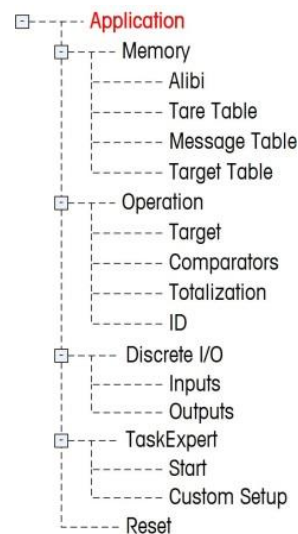 Application
Memory
Alibi
Tare Table
Message Table
Target Table
Operation
Target
Comparators
Totalization
ID
Discrete I/O
Inputs
Outputs
TaskExpert
Start
Custom Setup
Reset